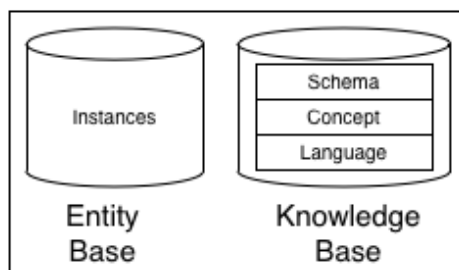 Instances
Schema
Concept
Language
Entity
Base
Knowledge
Base